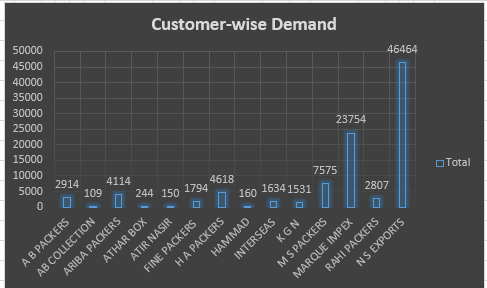 Customer-wise Demand
50000
45000
40000
35000
30000
25000
20000
15000
10000
5000
0
2914
109
4114
244
150
1794
4618
160
1634
1531
7575
23754
2807
46464
A B PACKERS
AB COLLECTION
ARIBA PACKERS
ATHAR BOX
ATIR NASIR
FINE PACKERS
H A PACKERS
HAMMAD
INTERSEAS
K G N
M S PACKERS
MARQUE IMPEX
RAHI PACKERS
N S EXPORTS
Total